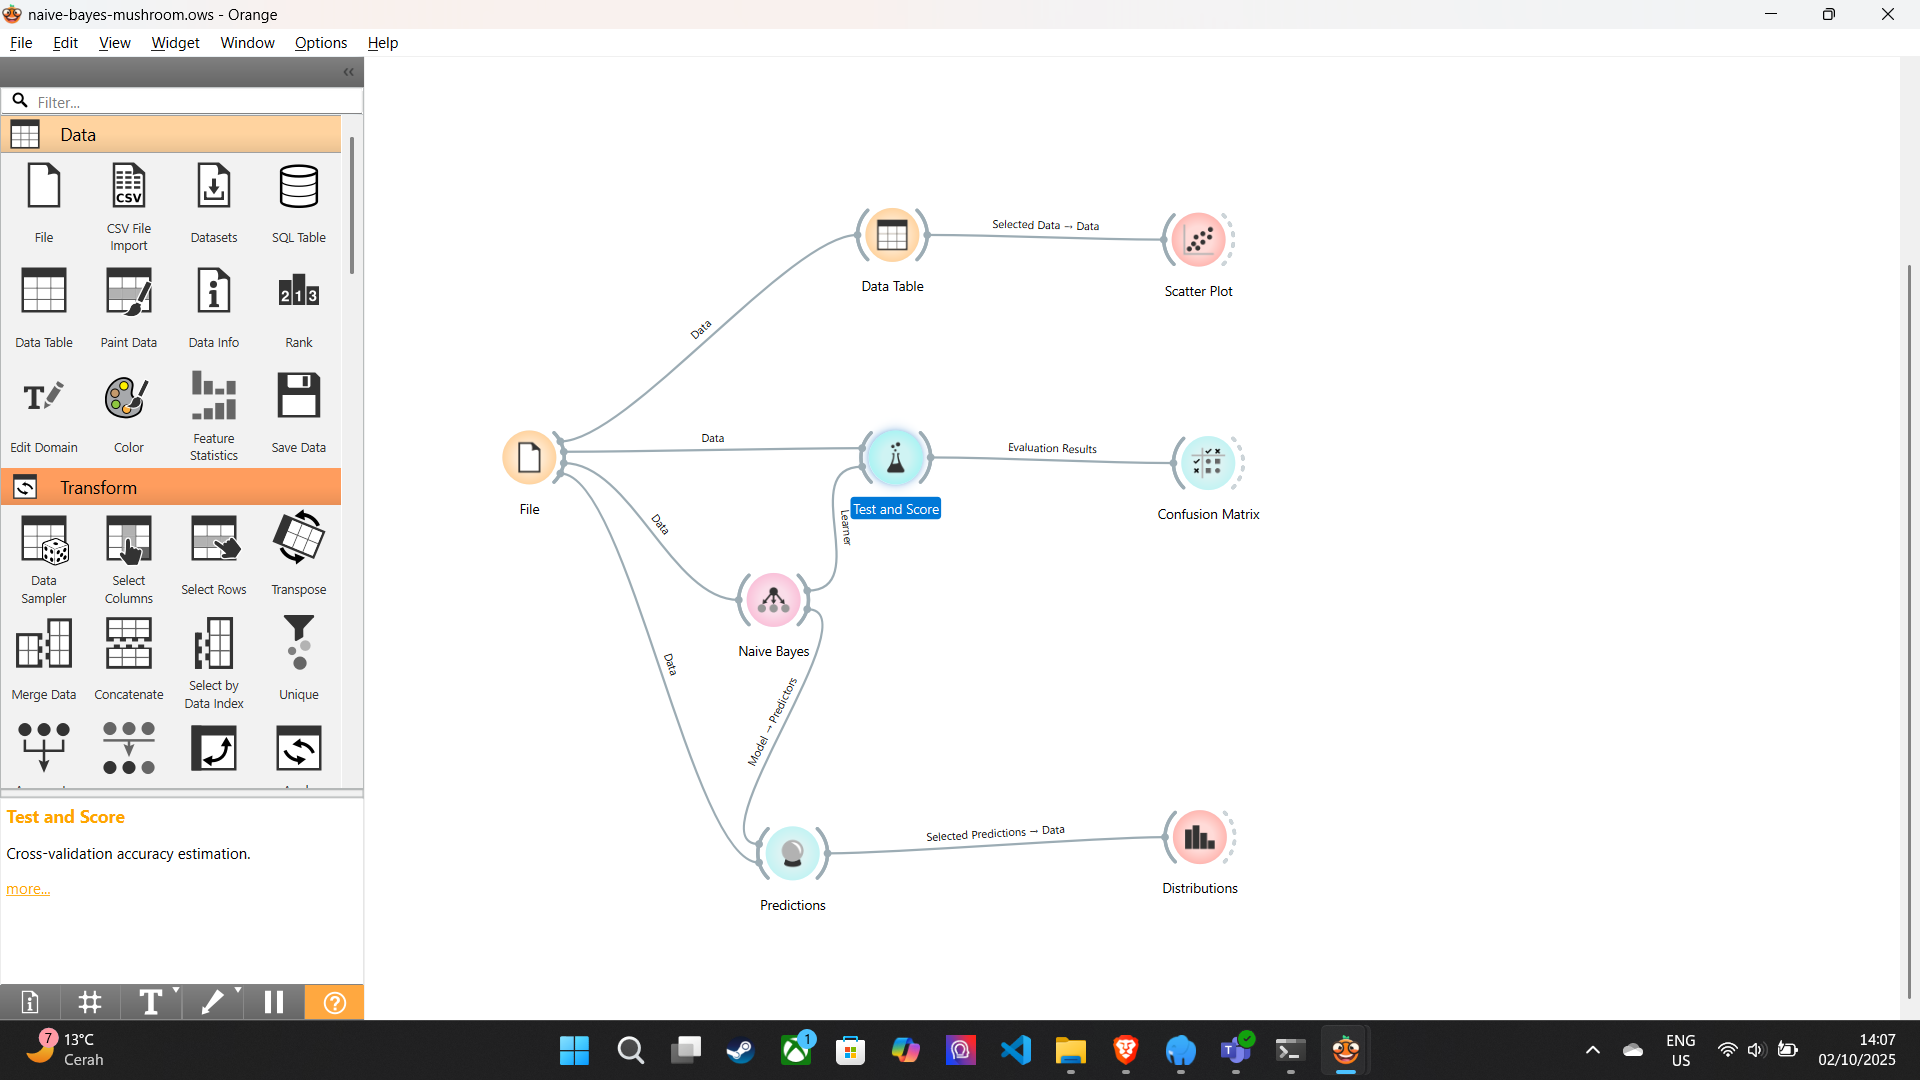 naive-bayes-mushroom.ows - Orange
File Edit View Widget Window Options Help
Filter...
Data
File
CSV File Import
Datasets
SQL Table
Data Table
Paint Data
Data Info
Rank
Edit Domain
Color
Feature Statistics
Save Data
Transform
Data Sampler
Select Columns
Select Rows
Transpose
Merge Data
Concatenate
Select by Data Index
Unique
Test and Score
Cross-validation accuracy estimation.
more...
Data Table
Selected Data → Data
Scatter Plot
Data
Data
File
Test and Score
Evaluation Results
Confusion Matrix
Data
Learner
Naive Bayes
Data
Model → Predictors
Predictions
Selected Predictions → Data
Distributions
7
13°C
Cerah
1
ENG
US
14:07
02/10/2025